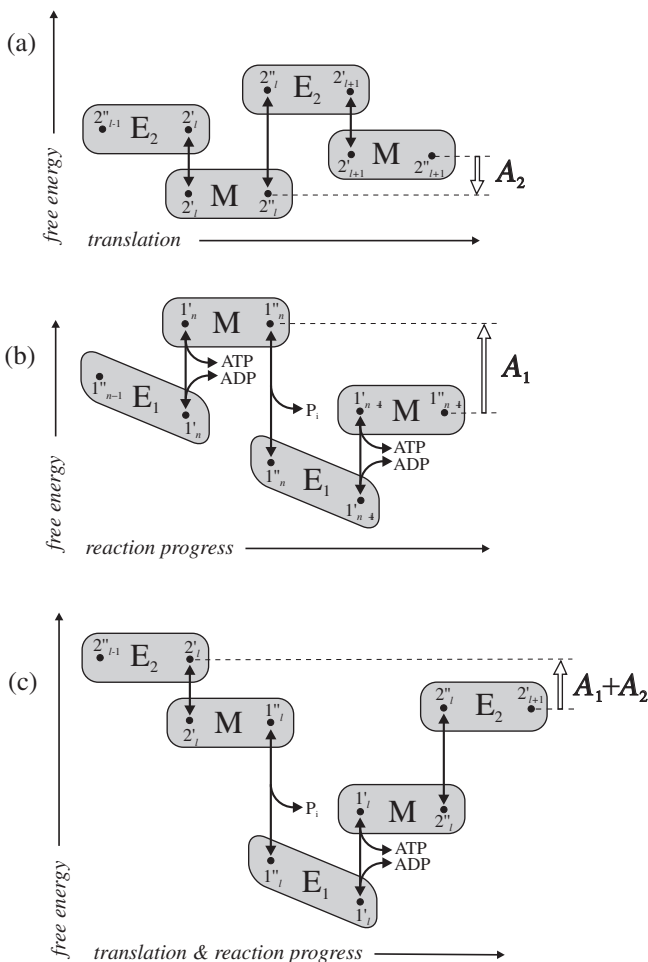 (a)
free energy
2"l-1 E2 2'l
2'l M 2"l
2"l E2 2'l+1
2'l+1 M 2"l+1
A2
translation
(b)
free energy
1"n-1 E1 1'n
1'n M 1"n
ATP
ADP
Pi
1"n E1 1'n+1
1'n+1 M 1"n+1
ATP
ADP
A1
reaction progress
(c)
free energy
2"l-1 E2 2'l
2'l M 1"l
Pi
1"l E1 1'l
1'l M 2"l
ATP
ADP
2"l E2 2'l+1
A1+A2
translation & reaction progress